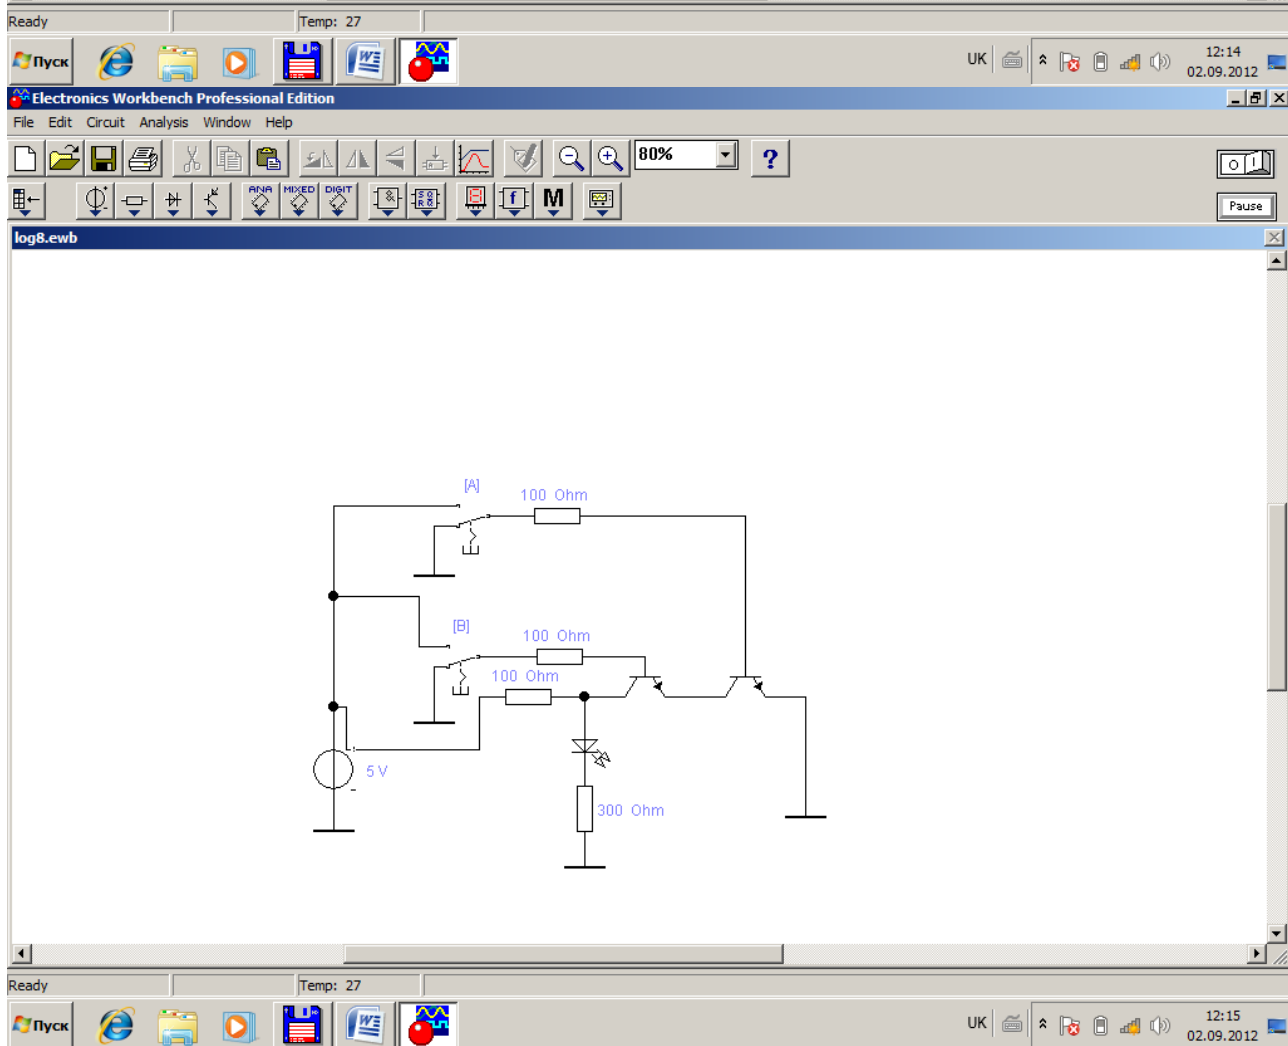 Ready Temp: 27
Пуск UK 12:14
02.09.2012
Electronics Workbench Professional Edition
File Edit Circuit Analysis Window Help
80% ?
ANA MIXED DIGIT & f M
Pause
log8.ewb
[A]
100 Ohm
[B]
100 Ohm
100 Ohm
5 V
300 Ohm
Ready Temp: 27
Пуск UK 12:15
02.09.2012